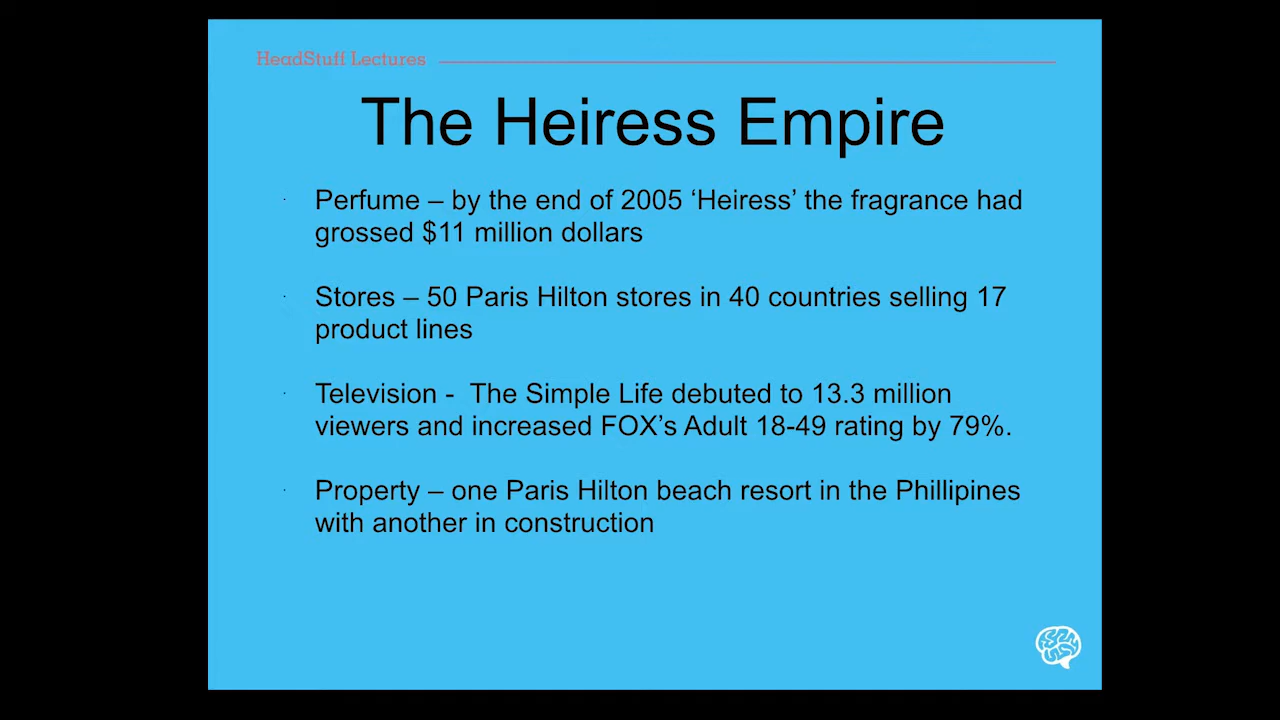 HeadStuff Lectures
The Heiress Empire
· Perfume – by the end of 2005 ‘Heiress’ the fragrance had
grossed $11 million dollars
· Stores – 50 Paris Hilton stores in 40 countries selling 17
product lines
· Television -  The Simple Life debuted to 13.3 million
viewers and increased FOX’s Adult 18-49 rating by 79%.
· Property – one Paris Hilton beach resort in the Phillipines
with another in construction